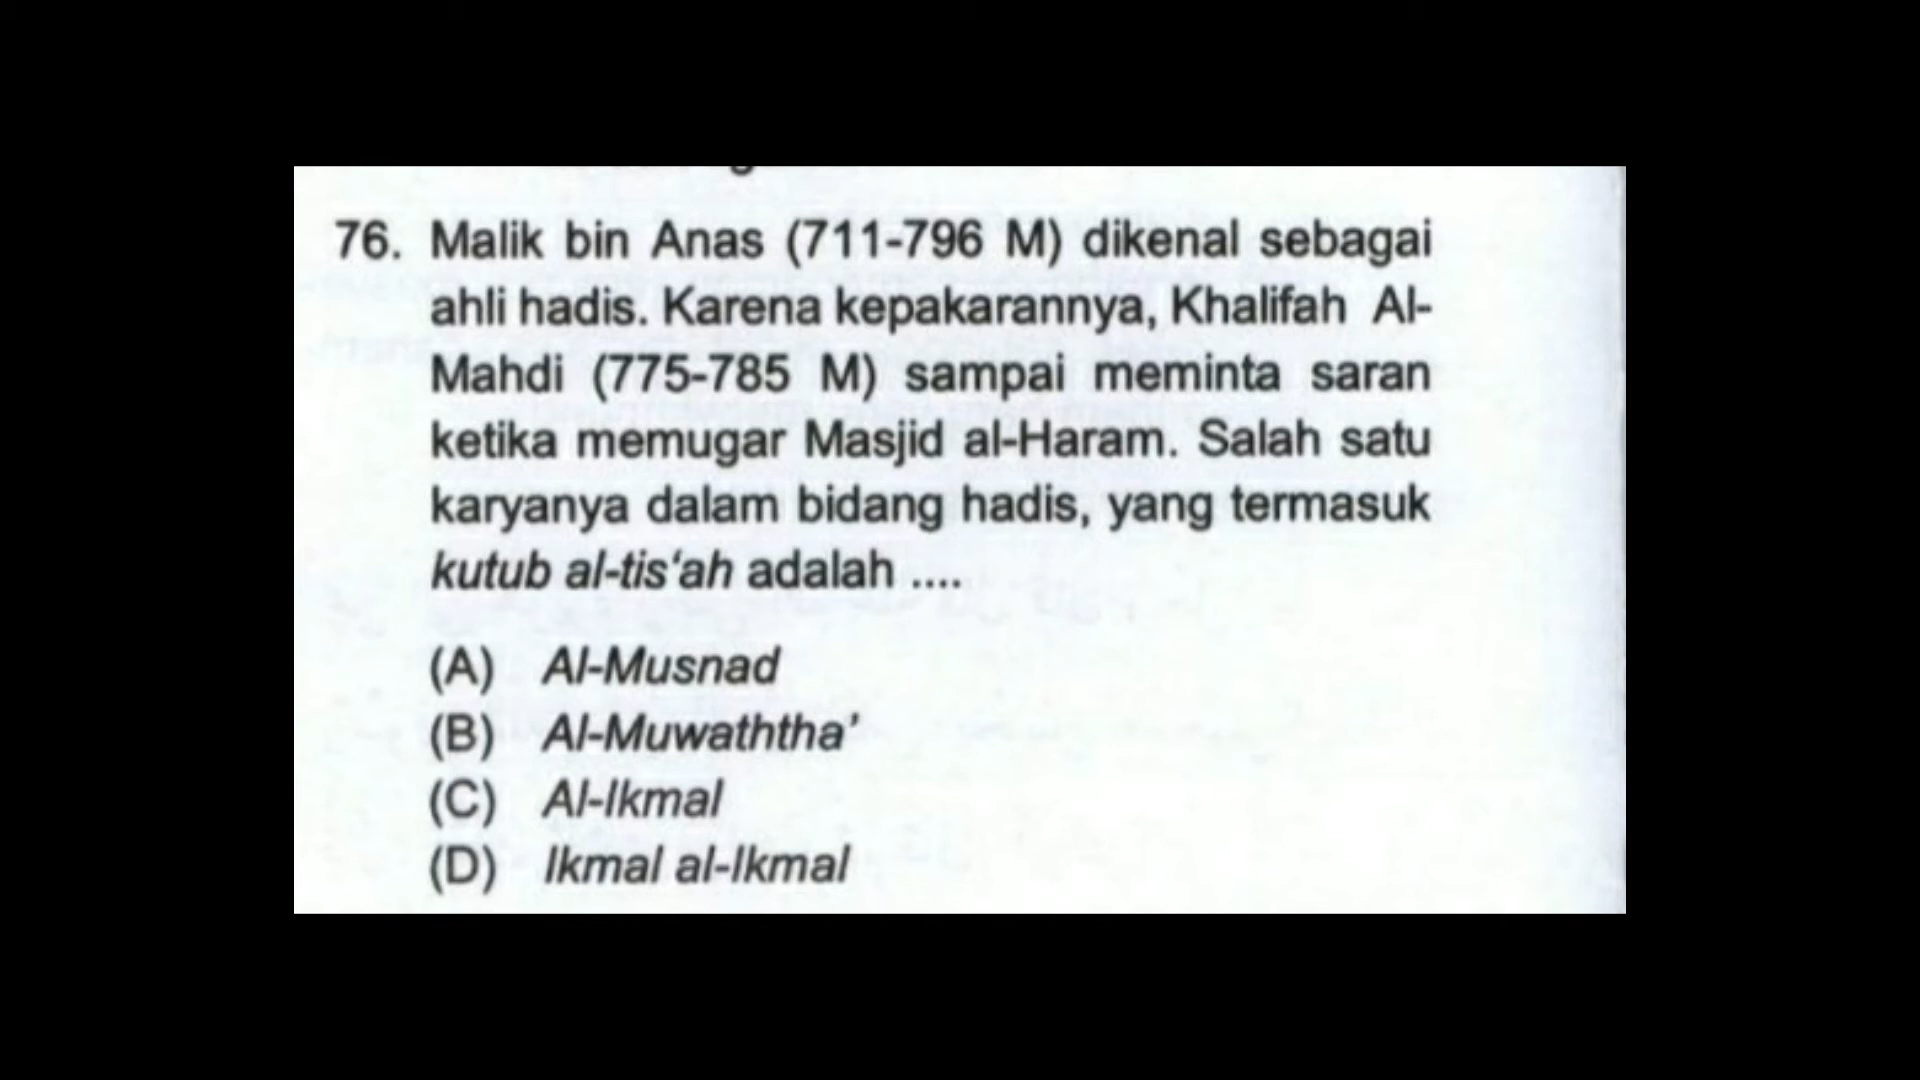 76. Malik bin Anas (711-796 M) dikenal sebagai
ahli hadis. Karena kepakarannya, Khalifah Al-
Mahdi (775-785 M) sampai meminta saran
ketika memugar Masjid al-Haram. Salah satu
karyanya dalam bidang hadis, yang termasuk
kutub al-tis‘ah adalah ....
(A) Al-Musnad
(B) Al-Muwaththa’
(C) Al-Ikmal
(D) Ikmal al-Ikmal